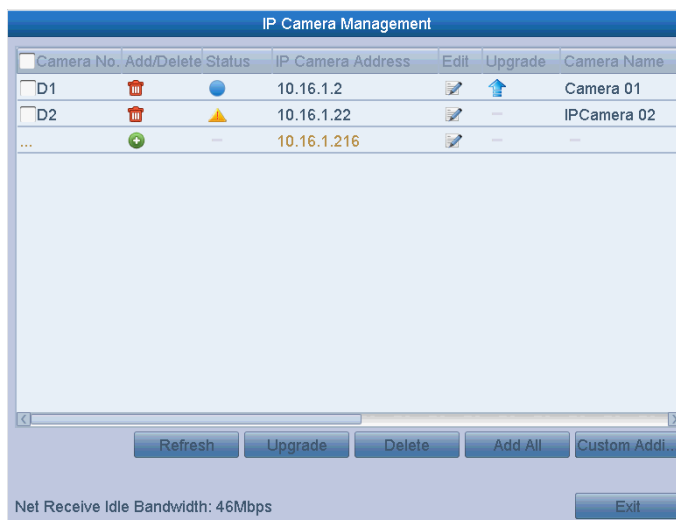 IP Camera Management
Camera No. Add/Delete Status IP Camera Address Edit Upgrade Camera Name
D1 10.16.1.2 Camera 01
D2 10.16.1.22 – IPCamera 02
... – 10.16.1.216 – –
Refresh Upgrade Delete Add All Custom Addi...
Net Receive Idle Bandwidth: 46Mbps Exit